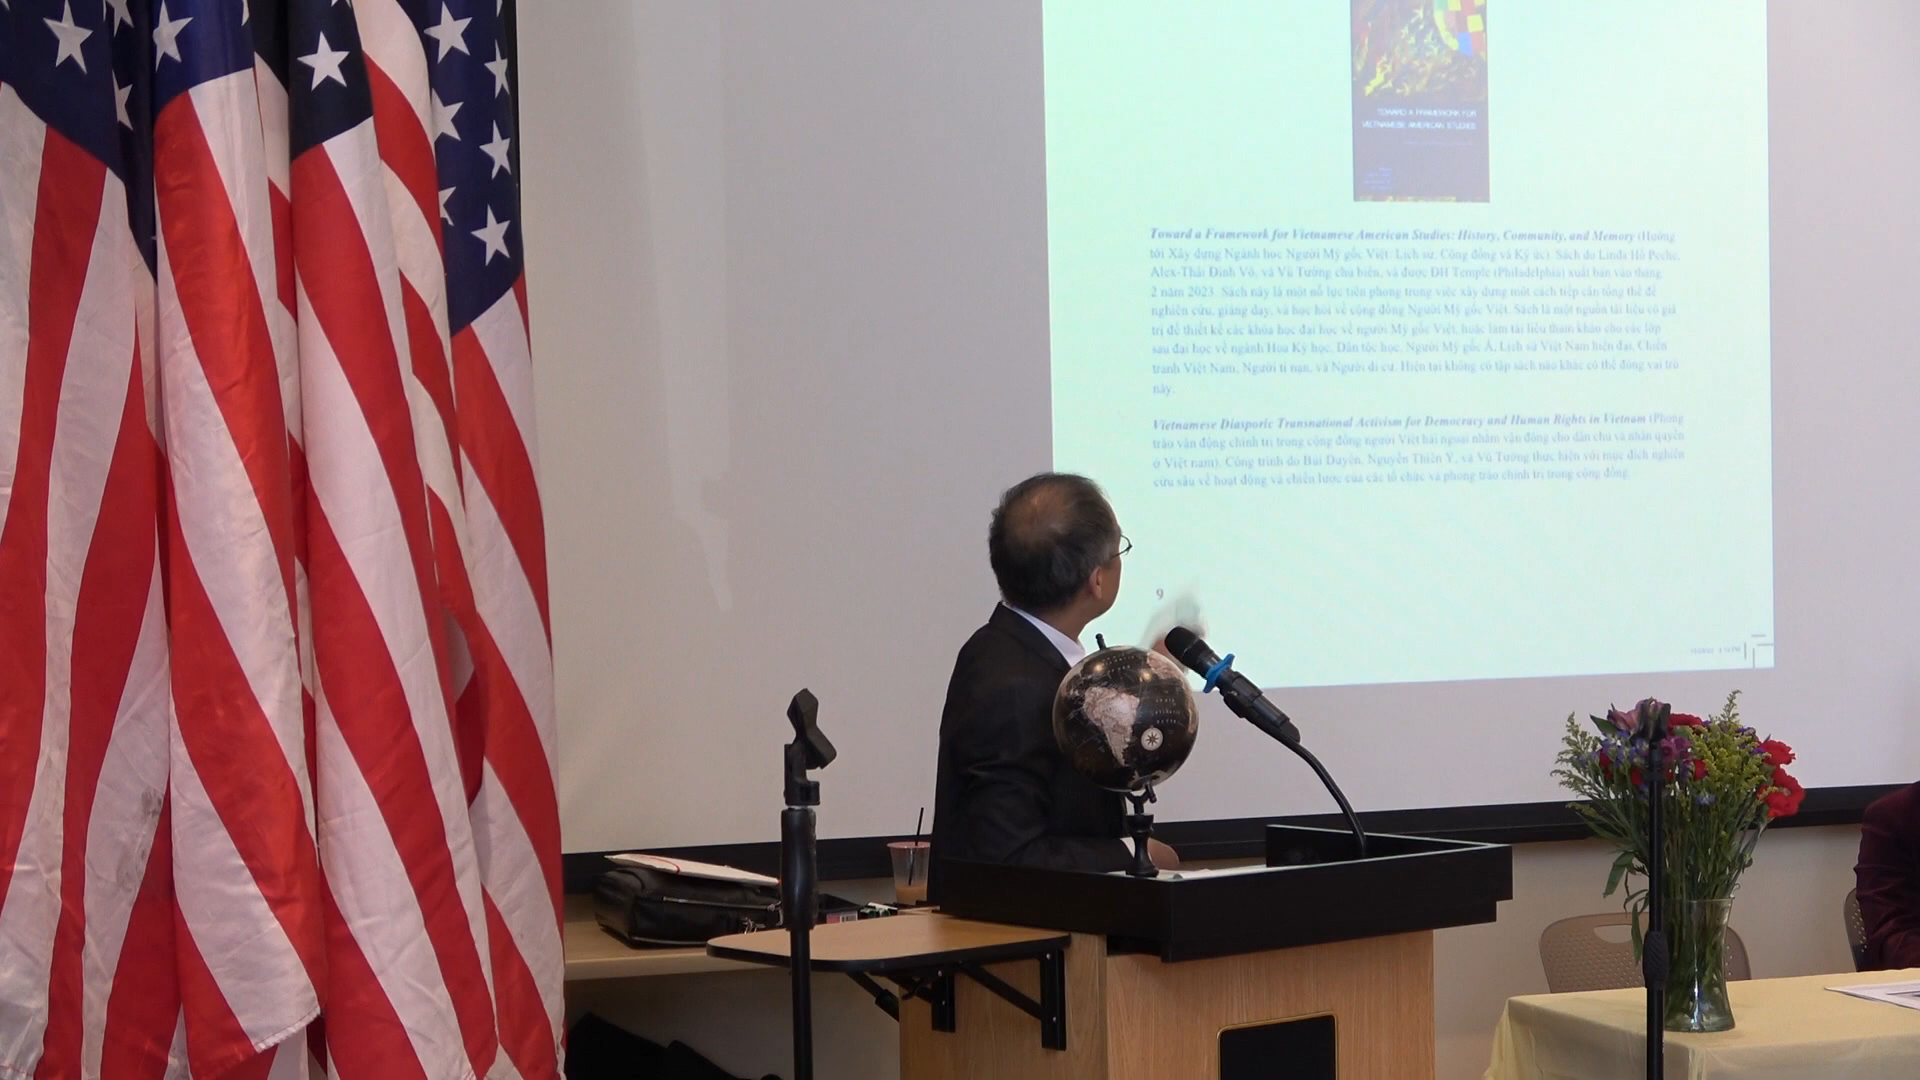 TOWARD A FRAMEWORK FOR
VIETNAMESE AMERICAN STUDIES
Toward a Framework for Vietnamese American Studies: History, Community, and Memory (Hướng
tới Xây dựng Ngành học Người Mỹ gốc Việt: Lịch sử, Cộng đồng và Ký ức). Sách do Linda Hồ Peché,
Alex-Thái Đình Võ, và Vũ Tường chủ biên, và được ĐH Temple (Philadelphia) xuất bản vào tháng
2 năm 2023. Sách này là một nỗ lực tiên phong trong việc xây dựng một cách tiếp cận tổng thể để
nghiên cứu, giảng dạy, và học hỏi về cộng đồng Người Mỹ gốc Việt. Sách là một nguồn tài liệu có giá
trị để thiết kế các khóa học đại học về người Mỹ gốc Việt, hoặc làm tài liệu tham khảo cho các lớp
sau đại học về ngành Hoa Kỳ học, Dân tộc học, Người Mỹ gốc Á, Lịch sử Việt Nam hiện đại, Chiến
tranh Việt Nam, Người tị nạn, và Người di cư. Hiện tại không có tập sách nào khác có thể đóng vai trò
này.
Vietnamese Diasporic Transnational Activism for Democracy and Human Rights in Vietnam (Phong
trào vận động chính trị trong cộng đồng người Việt hải ngoại nhằm vận động cho dân chủ và nhân quyền
ở Việt nam). Công trình do Bùi Duyên, Nguyễn Thiên Ý, và Vũ Tường thực hiện với mục đích nghiên
cứu sâu về hoạt động và chiến lược của các tổ chức và phong trào chính trị trong cộng đồng.
9